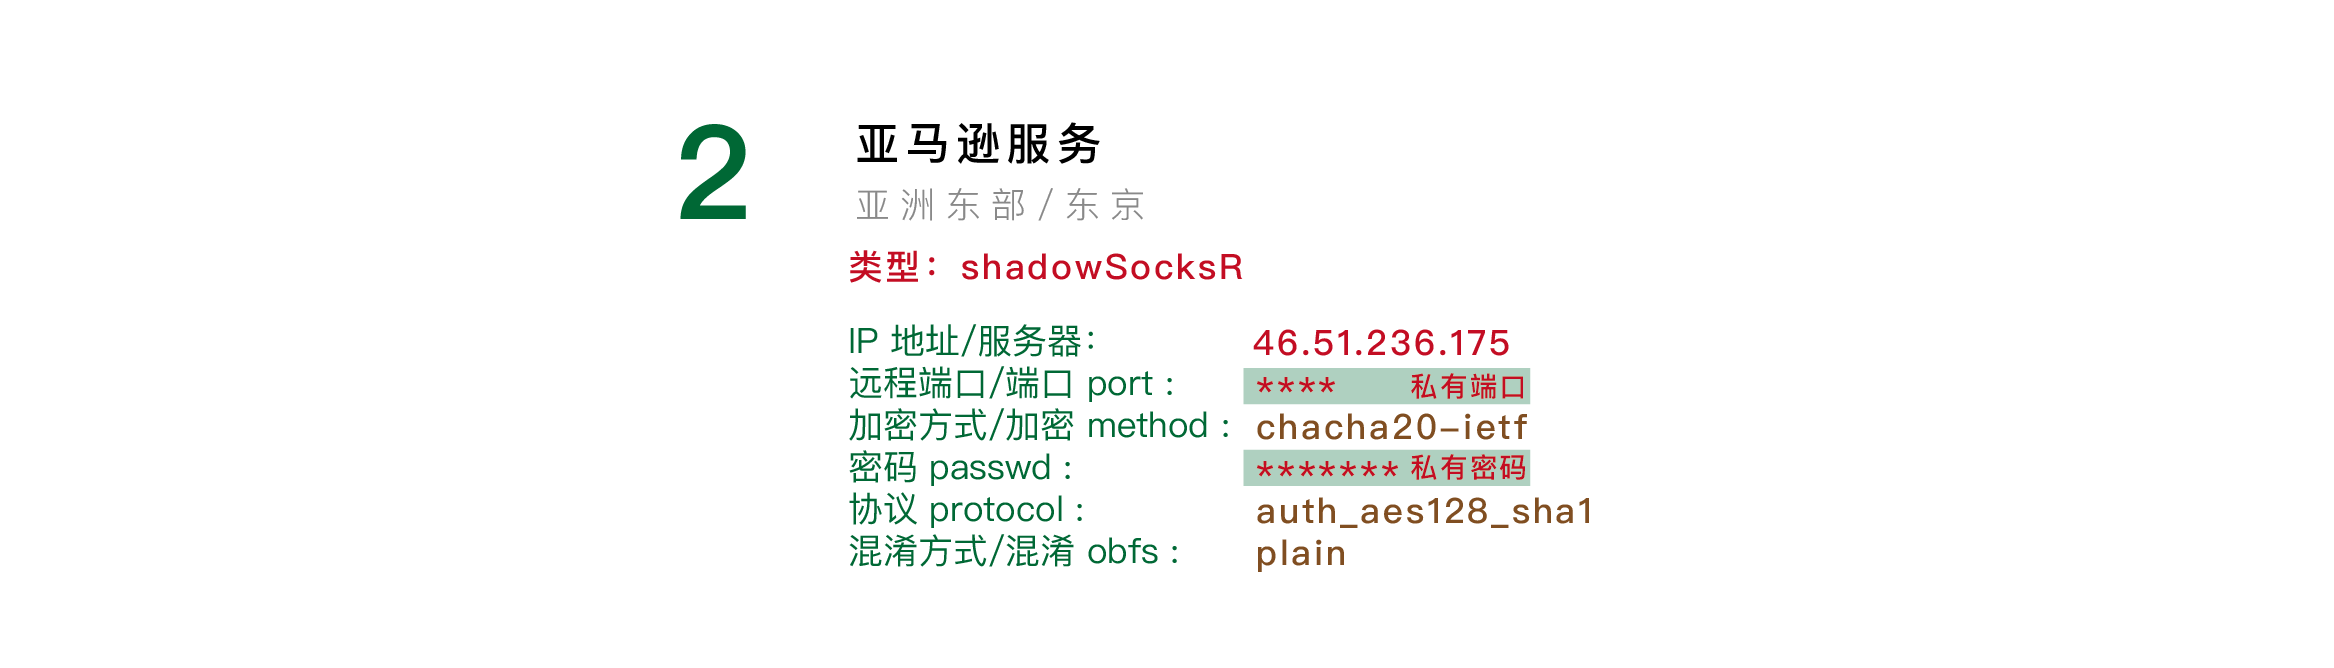 2
亚马逊服务
亚洲东部/东京
类型：shadowSocksR
IP 地址/服务器： 46.51.236.175
远程端口/端口 port： **** 私有端口
加密方式/加密 method： chacha20-ietf
密码 passwd： ******* 私有密码
协议 protocol： auth_aes128_sha1
混淆方式/混淆 obfs： plain